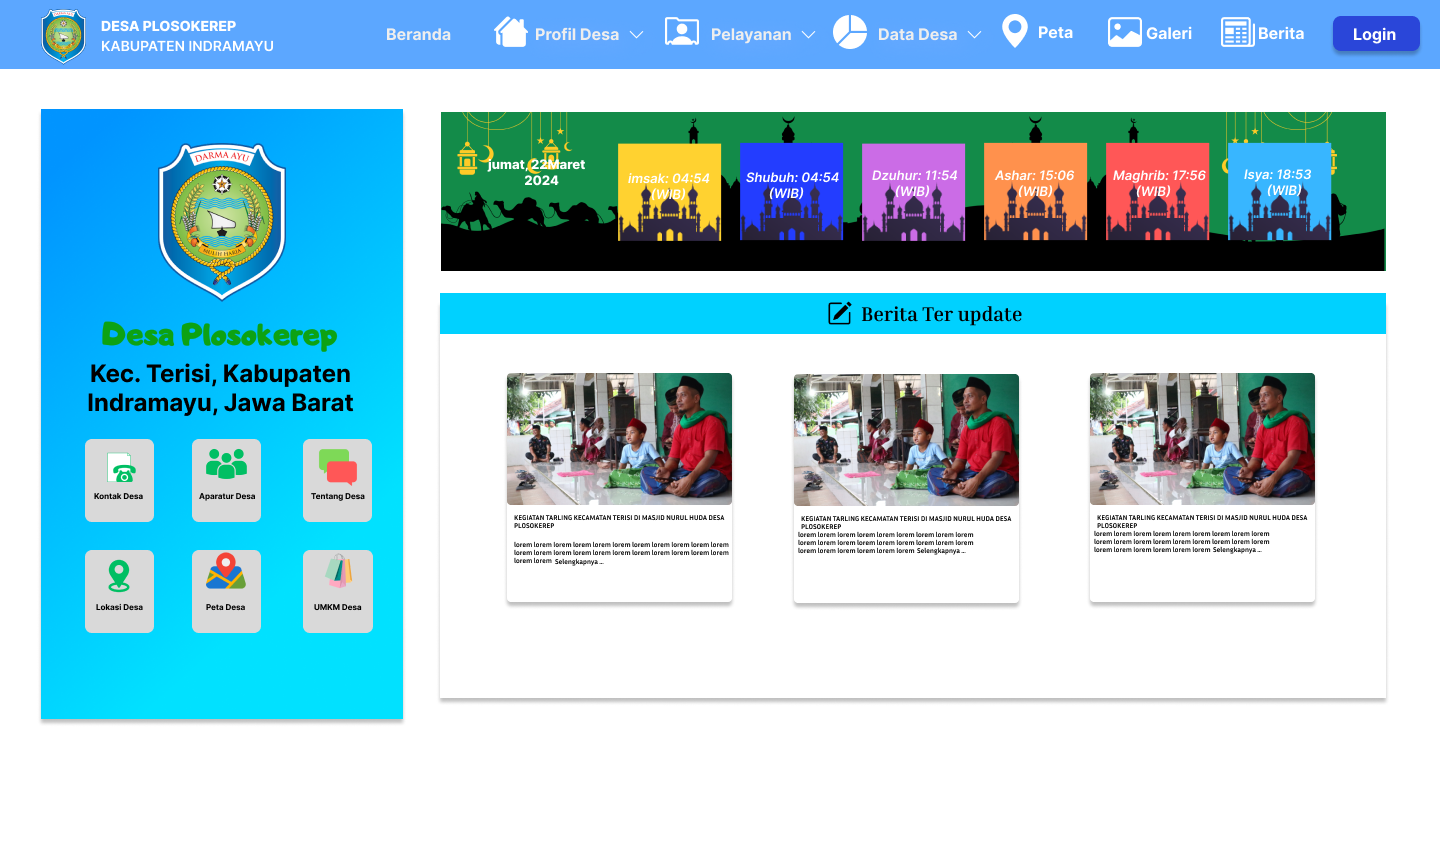 DESA PLOSOKEREP
KABUPATEN INDRAMAYU
Beranda
Profil Desa
Pelayanan
Data Desa
Peta
Galeri
Berita
Login
DARMA AYU
MULIH HARJA
Desa Plosokerep
Kec. Terisi, Kabupaten
Indramayu, Jawa Barat
Kontak Desa
Aparatur Desa
Tentang Desa
Lokasi Desa
Peta Desa
UMKM Desa
jumat, 22Maret
2024
imsak: 04:54
(WIB)
Shubuh: 04:54
(WIB)
Dzuhur: 11:54
(WIB)
Ashar: 15:06
(WIB)
Maghrib: 17:56
(WIB)
Isya: 18:53
(WIB)
Berita Ter update
KEGIATAN TARLING KECAMATAN TERISI DI MASJID NURUL HUDA DESA
PLOSOKEREP
lorem lorem lorem lorem lorem lorem lorem lorem lorem lorem lorem
lorem lorem lorem lorem lorem lorem lorem lorem lorem lorem lorem
lorem lorem Selengkapnya ...
KEGIATAN TARLING KECAMATAN TERISI DI MASJID NURUL HUDA DESA
PLOSOKEREP
lorem lorem lorem lorem lorem lorem lorem lorem lorem
lorem lorem lorem lorem lorem lorem lorem lorem lorem
lorem lorem lorem lorem lorem lorem Selengkapnya ...
KEGIATAN TARLING KECAMATAN TERISI DI MASJID NURUL HUDA DESA
PLOSOKEREP
lorem lorem lorem lorem lorem lorem lorem lorem lorem
lorem lorem lorem lorem lorem lorem lorem lorem lorem
lorem lorem lorem lorem lorem lorem Selengkapnya ...